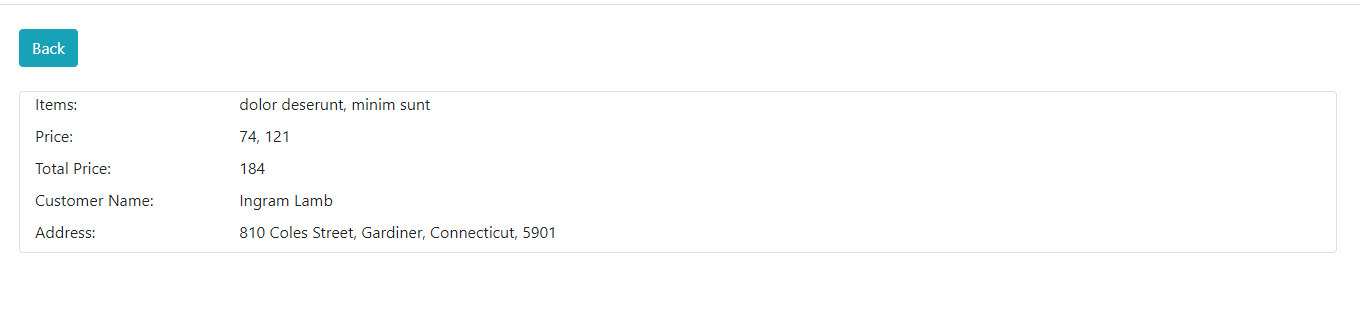 Back
Items: dolor deserunt, minim sunt
Price: 74, 121
Total Price: 184
Customer Name: Ingram Lamb
Address: 810 Coles Street, Gardiner, Connecticut, 5901